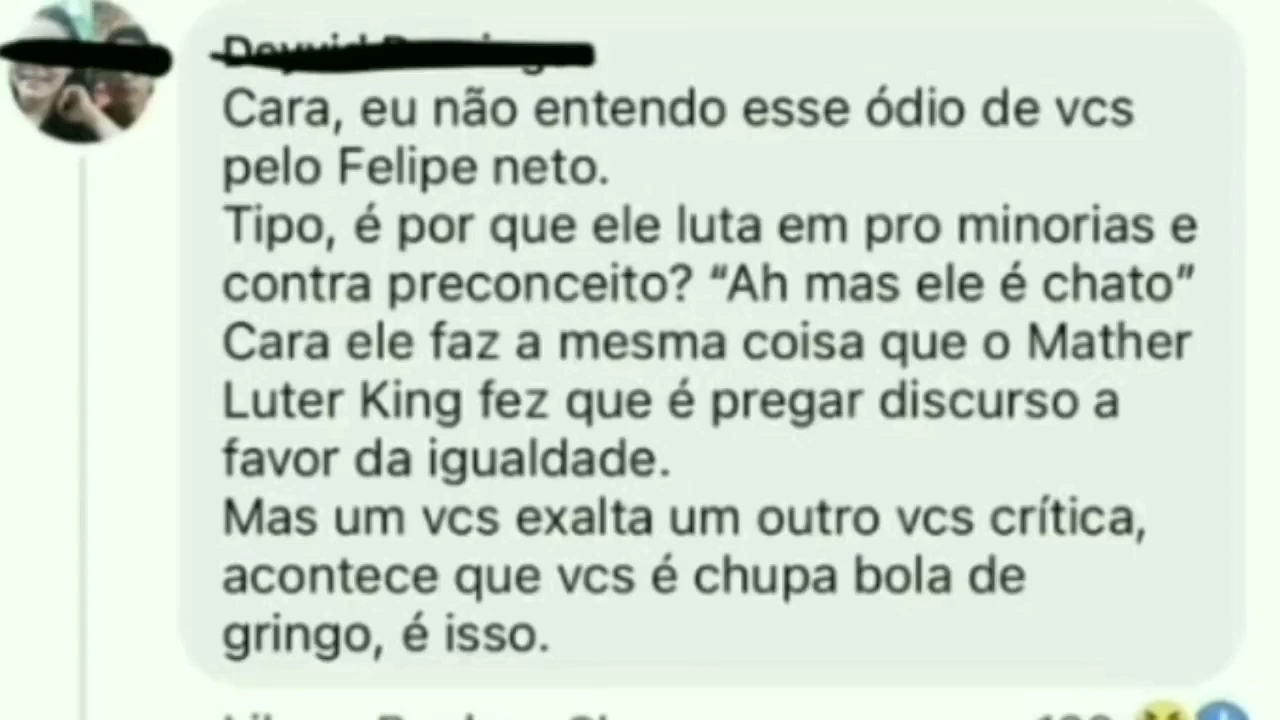 Cara, eu não entendo esse ódio de vcs
pelo Felipe neto.
Tipo, é por que ele luta em pro minorias e
contra preconceito? “Ah mas ele é chato”
Cara ele faz a mesma coisa que o Mather
Luter King fez que é pregar discurso a
favor da igualdade.
Mas um vcs exalta um outro vcs crítica,
acontece que vcs é chupa bola de
gringo, é isso.